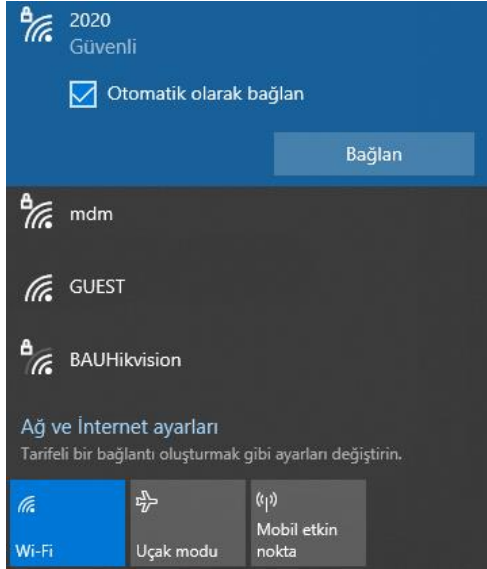 2020
Güvenli
Otomatik olarak bağlan
Bağlan
mdm
GUEST
BAUHikvision
Ağ ve İnternet ayarları
Tarifeli bir bağlantı oluşturmak gibi ayarları değiştirin.
Wi-Fi
Uçak modu
Mobil etkin
nokta